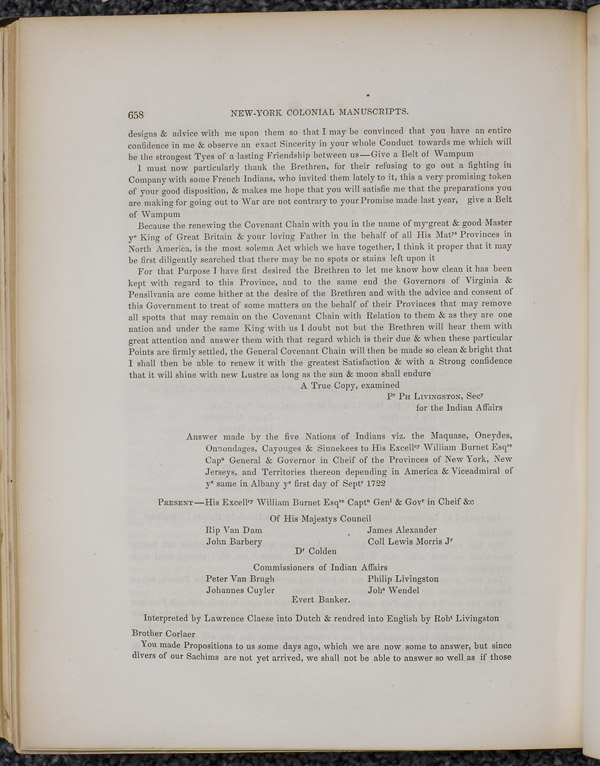 658 NEW-YORK COLONIAL MANUSCRIPTS.
designs & advice with me upon them so that I may be convinced that you have an entire
confidence in me & observe an exact Sincerity in your whole Conduct towards me which will
be the strongest Tyes of a lasting Friendship between us—Give a Belt of Wampum
I must now particularly thank the Brethren, for their refusing to go out a fighting in
Company with some French Indians, who invited them lately to it, this a very promising token
of your good disposition, & makes me hope that you will satisfie me that the preparations you
are making for going out to War are not contrary to your Promise made last year, give a Belt
of Wampum
Because the renewing the Covenant Chain with you in the name of my great & good Master
yᵉ King of Great Britain & your loving Father in the behalf of all His Matʸˢ Provinces in
North America, is the most solemn Act which we have together, I think it proper that it may
be first diligently searched that there may be no spots or stains left upon it
For that Purpose I have first desired the Brethren to let me know how clean it has been
kept with regard to this Province, and to the same end the Governors of Virginia &
Pensilvania are come hither at the desire of the Brethren and with the advice and consent of
this Government to treat of some matters on the behalf of their Provinces that may remove
all spotts that may remain on the Covenant Chain with Relation to them & as they are one
nation and under the same King with us I doubt not but the Brethren will hear them with
great attention and answer them with that regard which is their due & when these particular
Points are firmly settled, the General Covenant Chain will then be made so clean & bright that
I shall then be able to renew it with the greatest Satisfaction & with a Strong confidence
that it will shine with new Lustre as long as the sun & moon shall endure
A True Copy, examined
Pʳ PH LIVINGSTON, Secʳ
for the Indian Affairs
Answer made by the five Nations of Indians viz. the Maquase, Oneydes,
Onnondages, Cayouges & Sinnekees to His Excellᶜʸ William Burnet Esqʳᵉ
Capⁿ General & Governor in Cheif of the Provinces of New York, New
Jerseys, and Territories thereon depending in America & Viceadmiral of
yᵉ same in Albany yᵉ first day of Septʳ 1722
PRESENT—His Excellᶜʸ William Burnet Esqʳᵉ Captⁿ Genˡ & Govʳ in Cheif &c
Of His Majestys Council
Rip Van Dam James Alexander
John Barbery Coll Lewis Morris Jʳ
Dʳ Colden
Commissioners of Indian Affairs
Peter Van Brugh Philip Livingston
Johannes Cuyler Johˢ Wendel
Evert Banker.
Interpreted by Lawrence Claese into Dutch & rendred into English by Robᵗ Livingston
Brother Corlaer
You made Propositions to us some days ago, which we are now some to answer, but since
divers of our Sachims are not yet arrived, we shall not be able to answer so well as if those